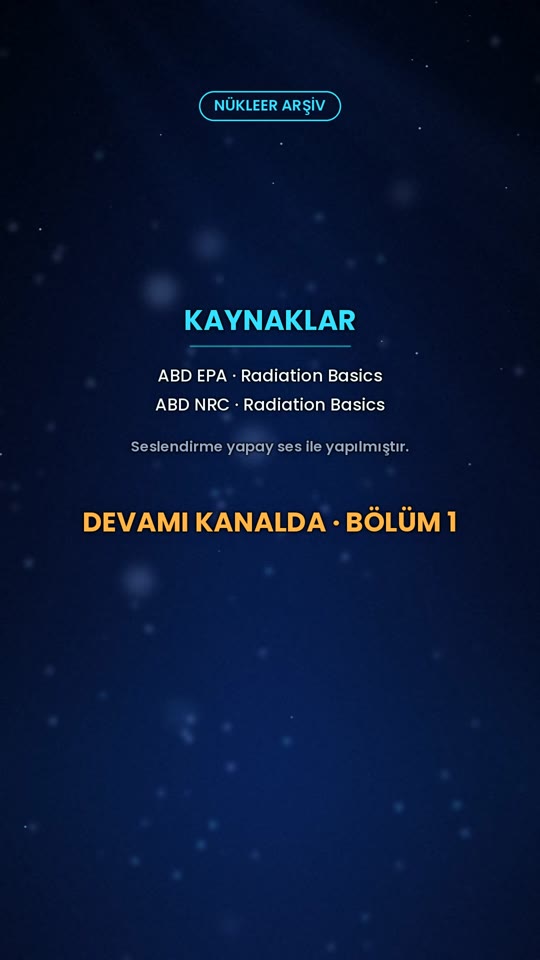 NÜKLEER ARŞİV
KAYNAKLAR
ABD EPA · Radiation Basics
ABD NRC · Radiation Basics
Seslendirme yapay ses ile yapılmıştır.
DEVAMI KANALDA · BÖLÜM 1